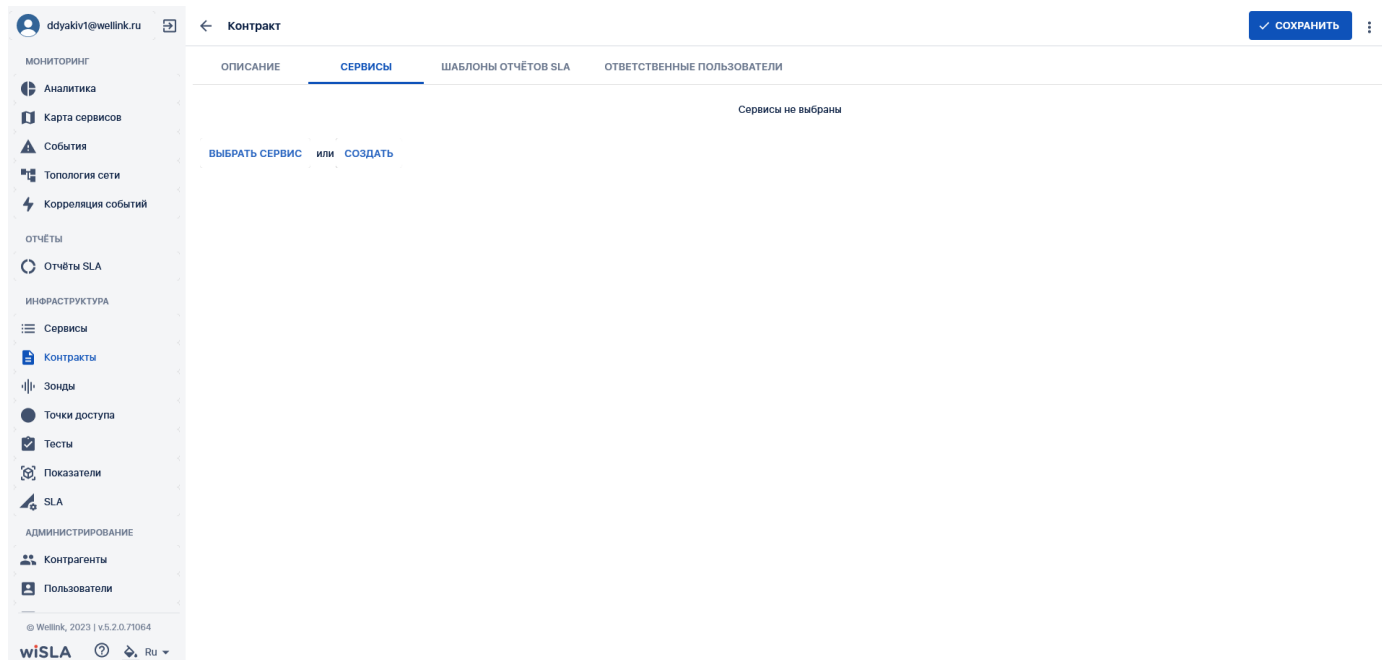 ddyakiv1@wellink.ru
МОНИТОРИНГ
Аналитика
Карта сервисов
События
Топология сети
Корреляция событий
ОТЧЁТЫ
Отчёты SLA
ИНФРАСТРУКТУРА
Сервисы
Контракты
Зонды
Точки доступа
Тесты
Показатели
SLA
АДМИНИСТРИРОВАНИЕ
Контрагенты
Пользователи
© Wellink, 2023 | v.5.2.0.71064
wiSLA Ru
Контракт СОХРАНИТЬ
ОПИСАНИЕ СЕРВИСЫ ШАБЛОНЫ ОТЧЁТОВ SLA ОТВЕТСТВЕННЫЕ ПОЛЬЗОВАТЕЛИ
Сервисы не выбраны
ВЫБРАТЬ СЕРВИС или СОЗДАТЬ